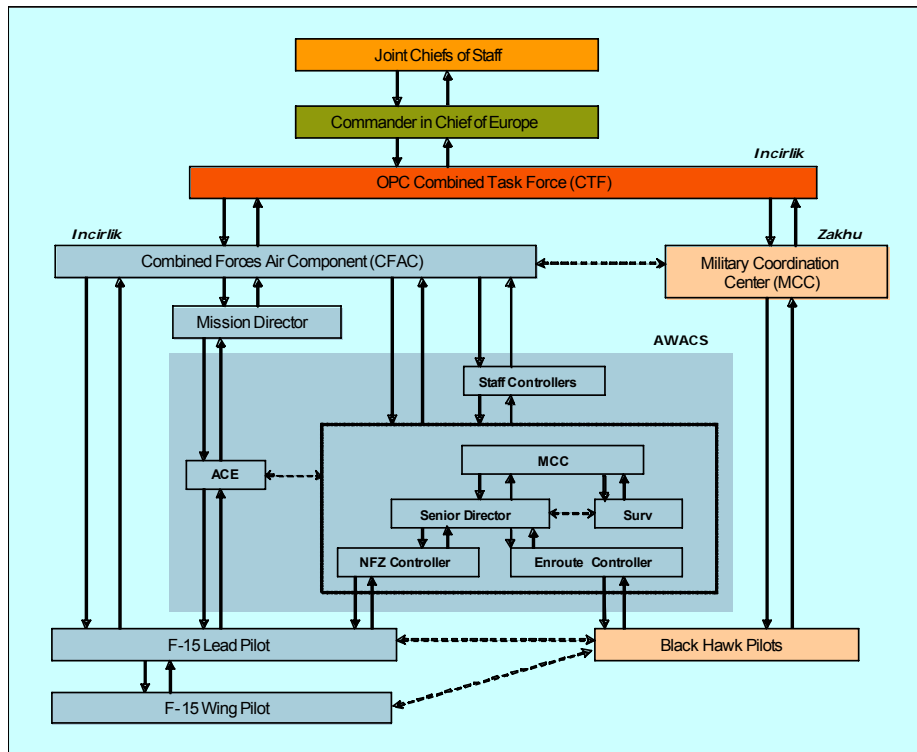 Joint Chiefs of Staff
Commander in Chief of Europe
Incirlik
OPC Combined Task Force (CTF)
Incirlik
Zakhu
Combined Forces Air Component (CFAC)
Military Coordination
Center (MCC)
Mission Director
AWACS
Staff Controllers
MCC
ACE
Senior Director
Surv
NFZ Controller
Enroute Controller
F-15 Lead Pilot
Black Hawk Pilots
F-15 Wing Pilot